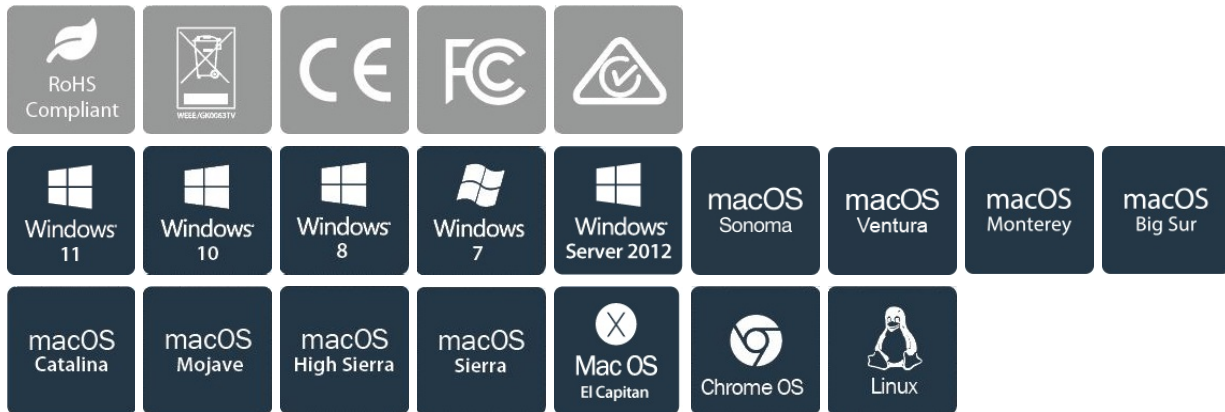 RoHS
Compliant
WEEE/GK0083TV
CE
FC
Windows
11
Windows
10
Windows
8
Windows
7
Windows
Server 2012
macOS
Sonoma
macOS
Ventura
macOS
Monterey
macOS
Big Sur
macOS
Catalina
macOS
Mojave
macOS
High Sierra
macOS
Sierra
X
Mac OS
El Capitan
Chrome OS
Linux